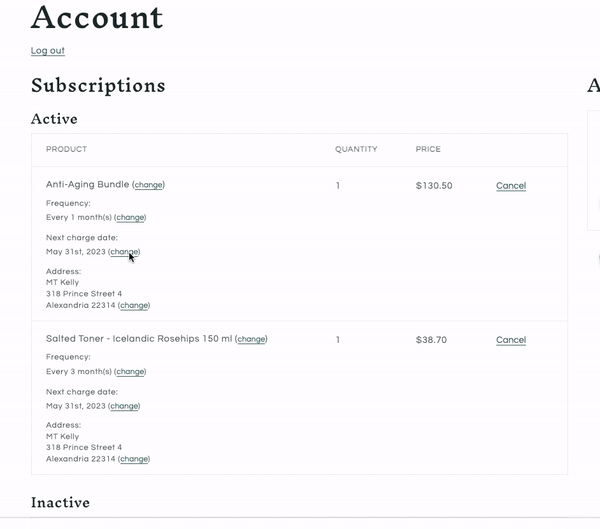 Account
Log out
Subscriptions
A
Active
PRODUCT QUANTITY PRICE
Anti-Aging Bundle (change) 1 $130.50 Cancel
Frequency:
Every 1 month(s) (change)
Next charge date:
May 31st, 2023 (change)
Address:
MT Kelly
318 Prince Street 4
Alexandria 22314 (change)
Salted Toner - Icelandic Rosehips 150 ml (change) 1 $38.70 Cancel
Frequency:
Every 3 month(s) (change)
Next charge date:
May 31st, 2023 (change)
Address:
MT Kelly
318 Prince Street 4
Alexandria 22314 (change)
Inactive